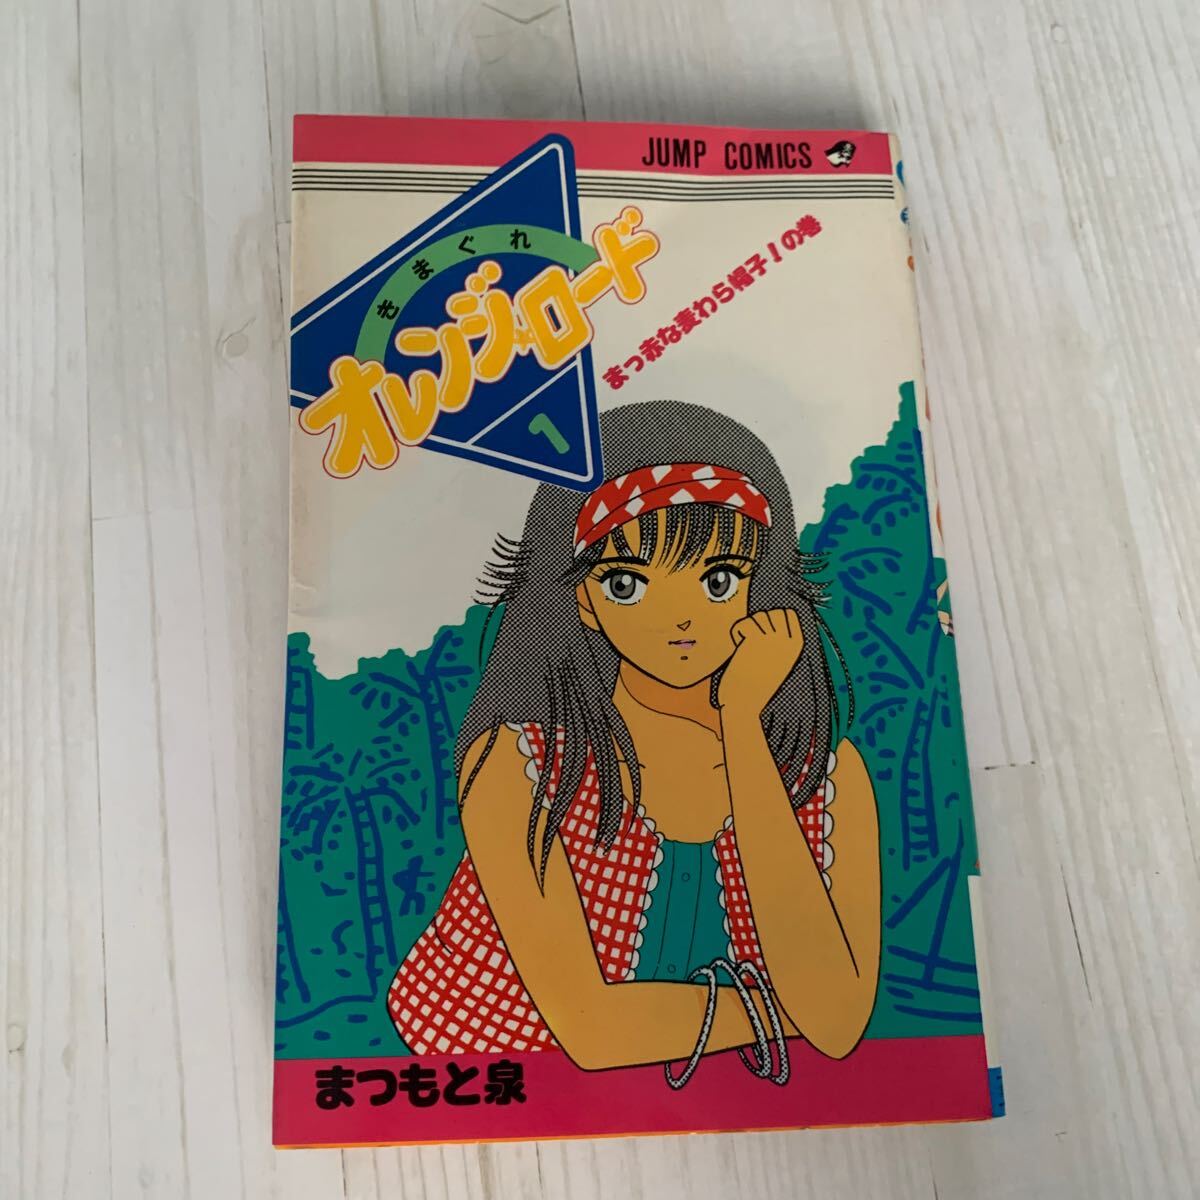 JUMP COMICS
きまぐれ
オレンジ☆ロード
1
まっ赤な麦わら帽子！の巻
まつもと泉